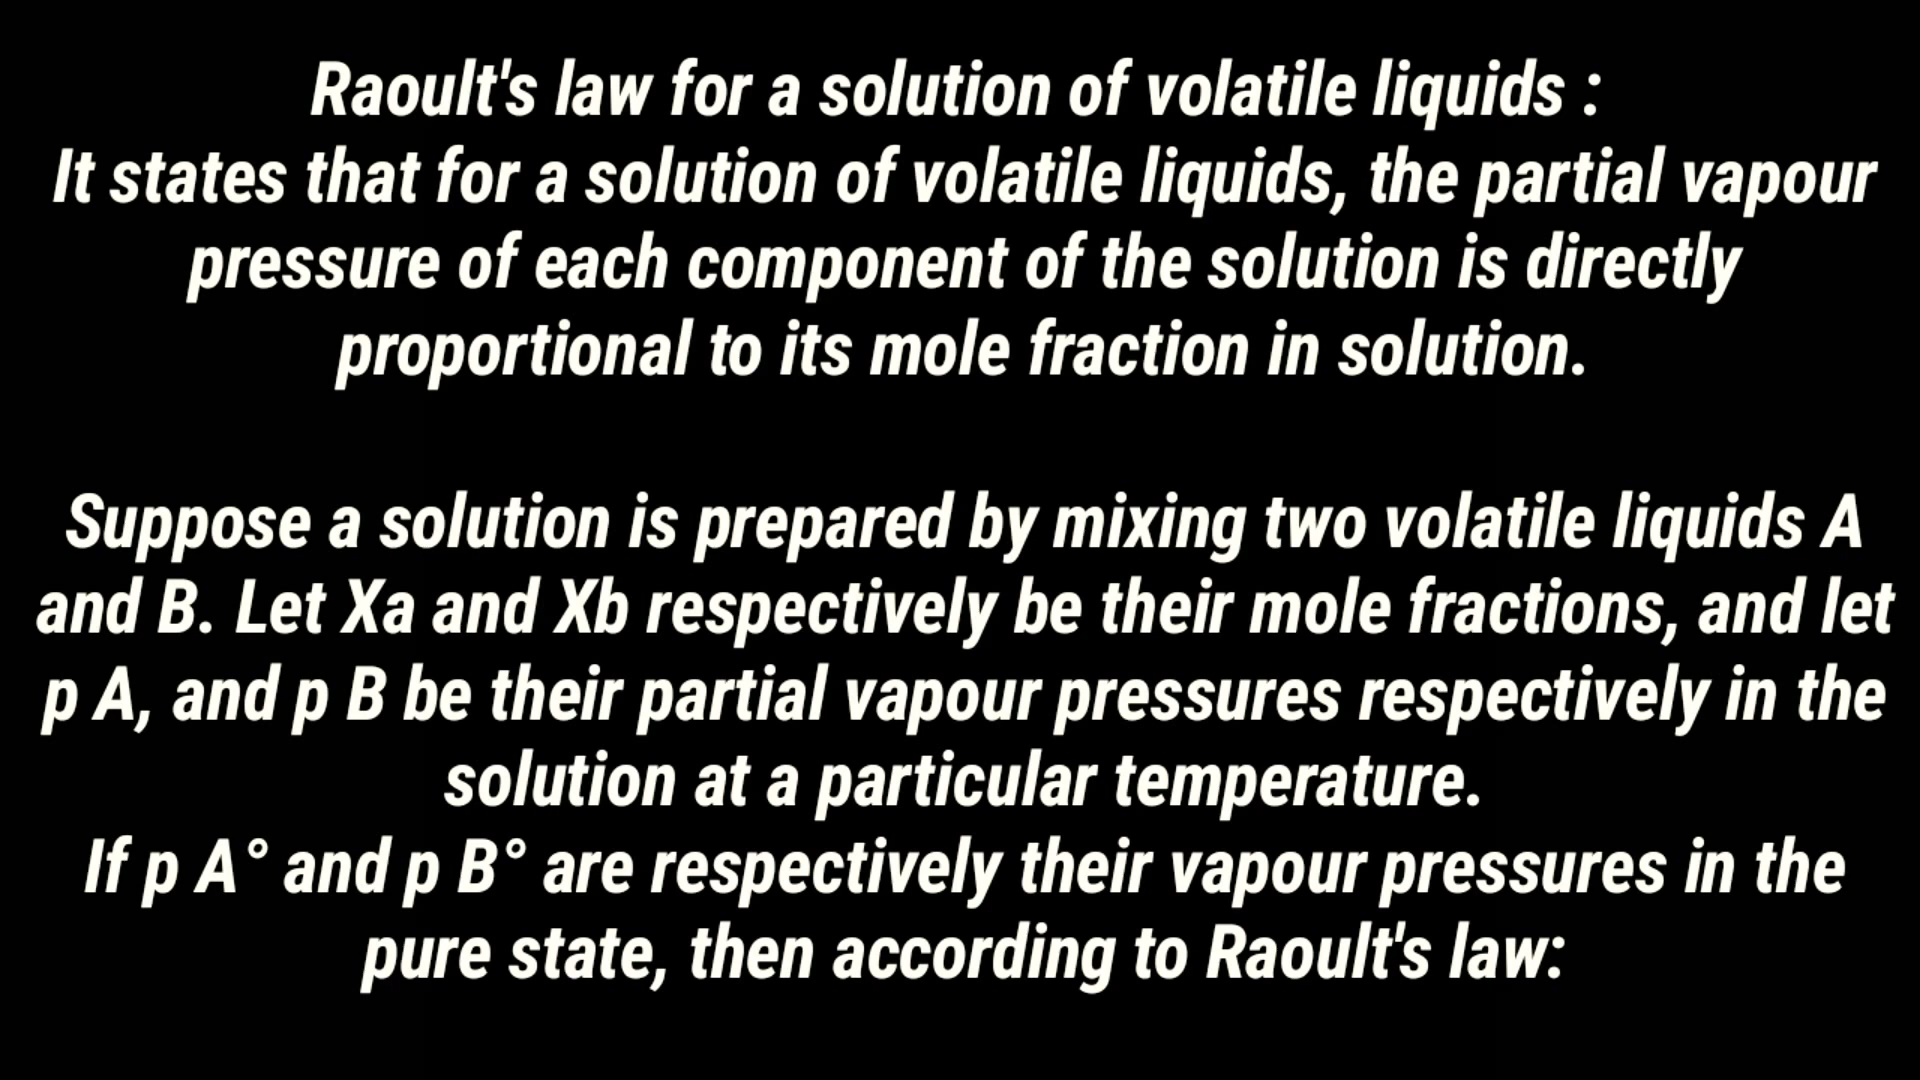 Raoult's law for a solution of volatile liquids :
It states that for a solution of volatile liquids, the partial vapour
pressure of each component of the solution is directly
proportional to its mole fraction in solution.
Suppose a solution is prepared by mixing two volatile liquids A
and B. Let Xa and Xb respectively be their mole fractions, and let
p A, and p B be their partial vapour pressures respectively in the
solution at a particular temperature.
If p A° and p B° are respectively their vapour pressures in the
pure state, then according to Raoult's law: